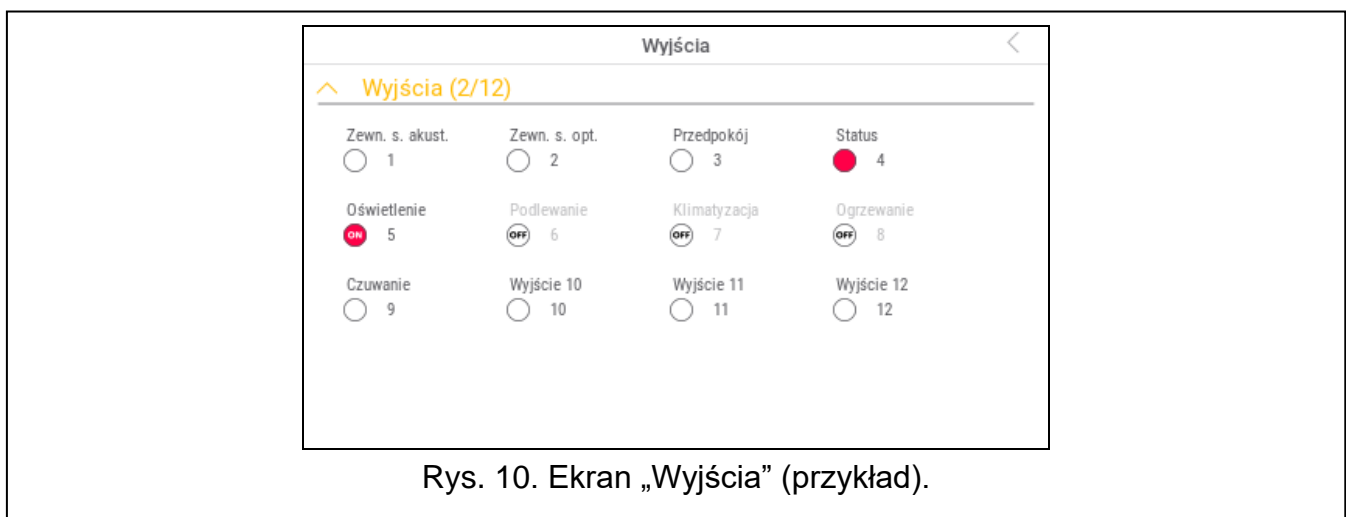 Wyjścia
Wyjścia (2/12)
Zewn. s. akust. Zewn. s. opt. Przedpokój Status
1 2 3 4
Oświetlenie Podlewanie Klimatyzacja Ogrzewanie
ON 5 OFF 6 OFF 7 OFF 8
Czuwanie Wyjście 10 Wyjście 11 Wyjście 12
9 10 11 12
Rys. 10. Ekran „Wyjścia” (przykład).